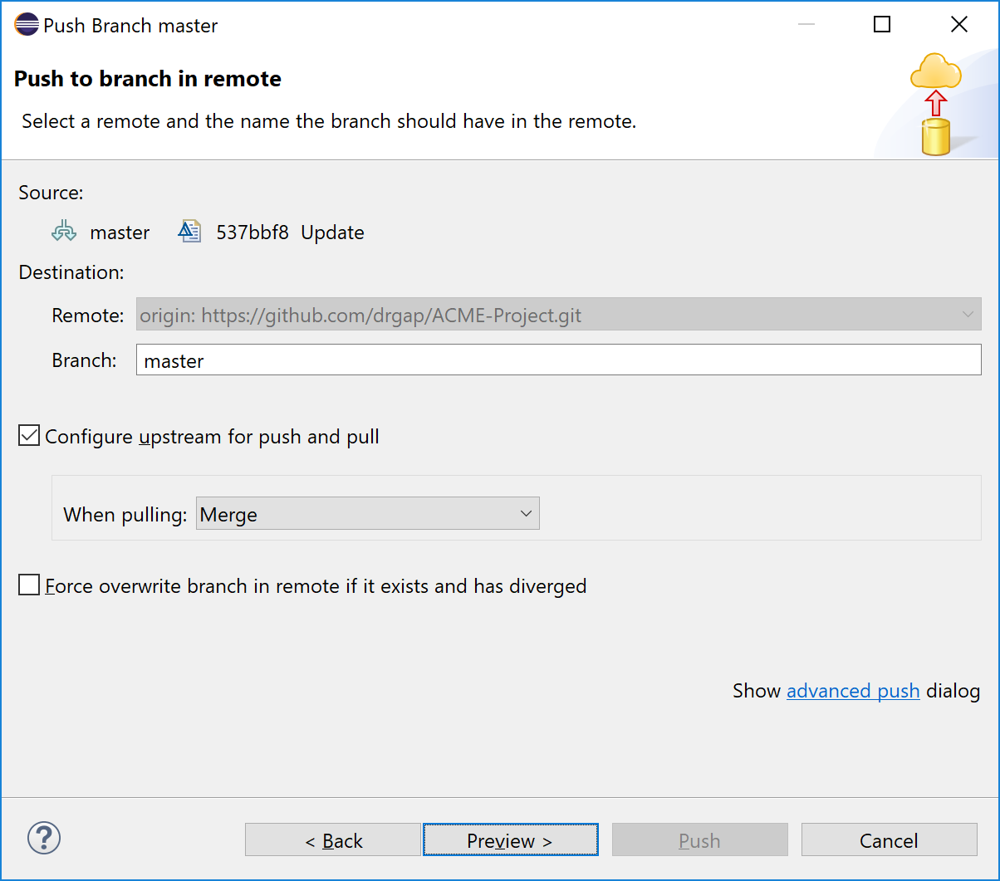 Push Branch master
Push to branch in remote
Select a remote and the name the branch should have in the remote.
Source:
master 537bbf8 Update
Destination:
Remote: origin: https://github.com/drgap/ACME-Project.git
Branch: master
Configure upstream for push and pull
When pulling: Merge
Force overwrite branch in remote if it exists and has diverged
Show advanced push dialog
? < Back Preview > Push Cancel